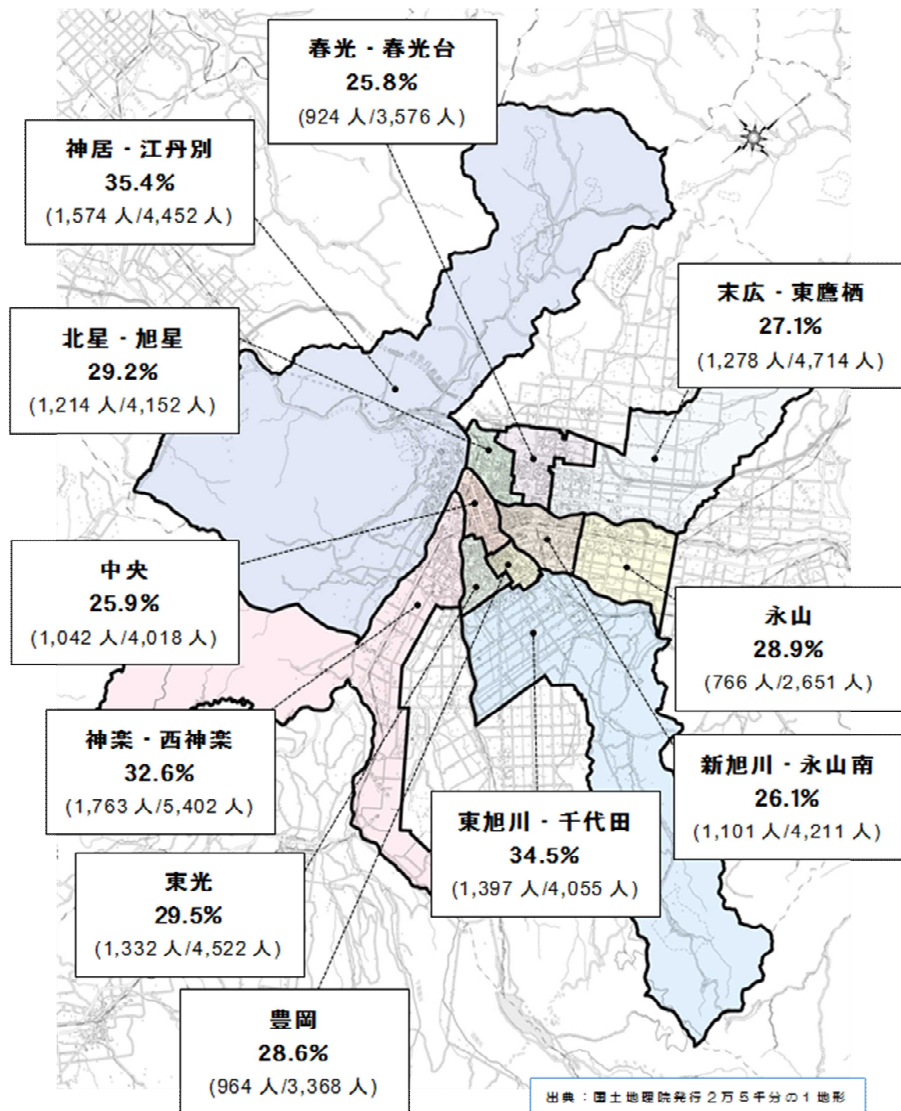 春光・春光台
25.8%
(924 人/3,576 人)
神居・江丹別
35.4%
(1,574 人/4,452 人)
末広・東鷹栖
27.1%
(1,278 人/4,714 人)
北星・旭星
29.2%
(1,214 人/4,152 人)
中央
25.9%
(1,042 人/4,018 人)
永山
28.9%
(766 人/2,651 人)
神楽・西神楽
32.6%
(1,763 人/5,402 人)
新旭川・永山南
26.1%
(1,101 人/4,211 人)
東旭川・千代田
34.5%
(1,397 人/4,055 人)
東光
29.5%
(1,332 人/4,522 人)
豊岡
28.6%
(964 人/3,368 人)
出典：国土地理院発行2万5千分の1地形